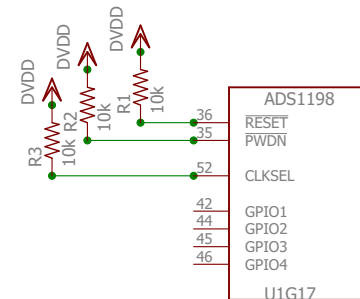 DVDD
DVDD
DVDD
R1
10k
R2
10k
R3
10k
ADS1198
36
RESET
35
PWDN
52
CLKSEL
42
GPIO1
44
GPIO2
45
GPIO3
46
GPIO4
U1G17